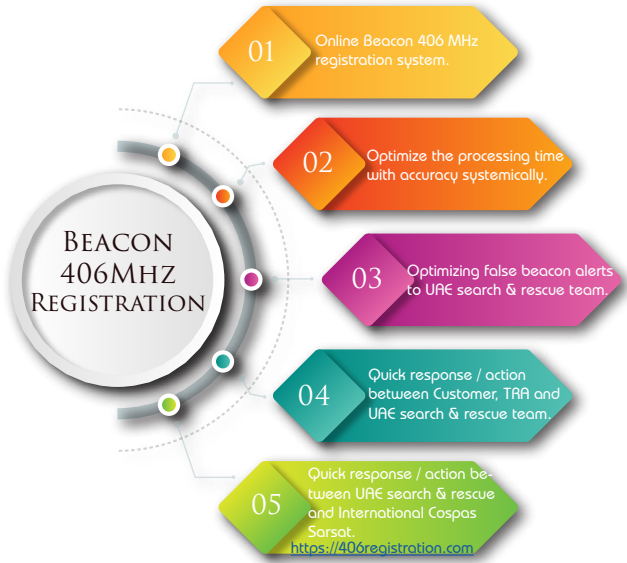 BEACON
406MHZ
REGISTRATION
01
Online Beacon 406 MHz
registration system.
02
Optimize the processing time
with accuracy systemically.
03
Optimizing false beacon alerts
to UAE search & rescue team.
04
Quick response / action
between Customer, TRA and
UAE search & rescue team.
05
Quick response / action be-
tween UAE search & rescue
and International Cospas
Sarsat.
https://406registration.com